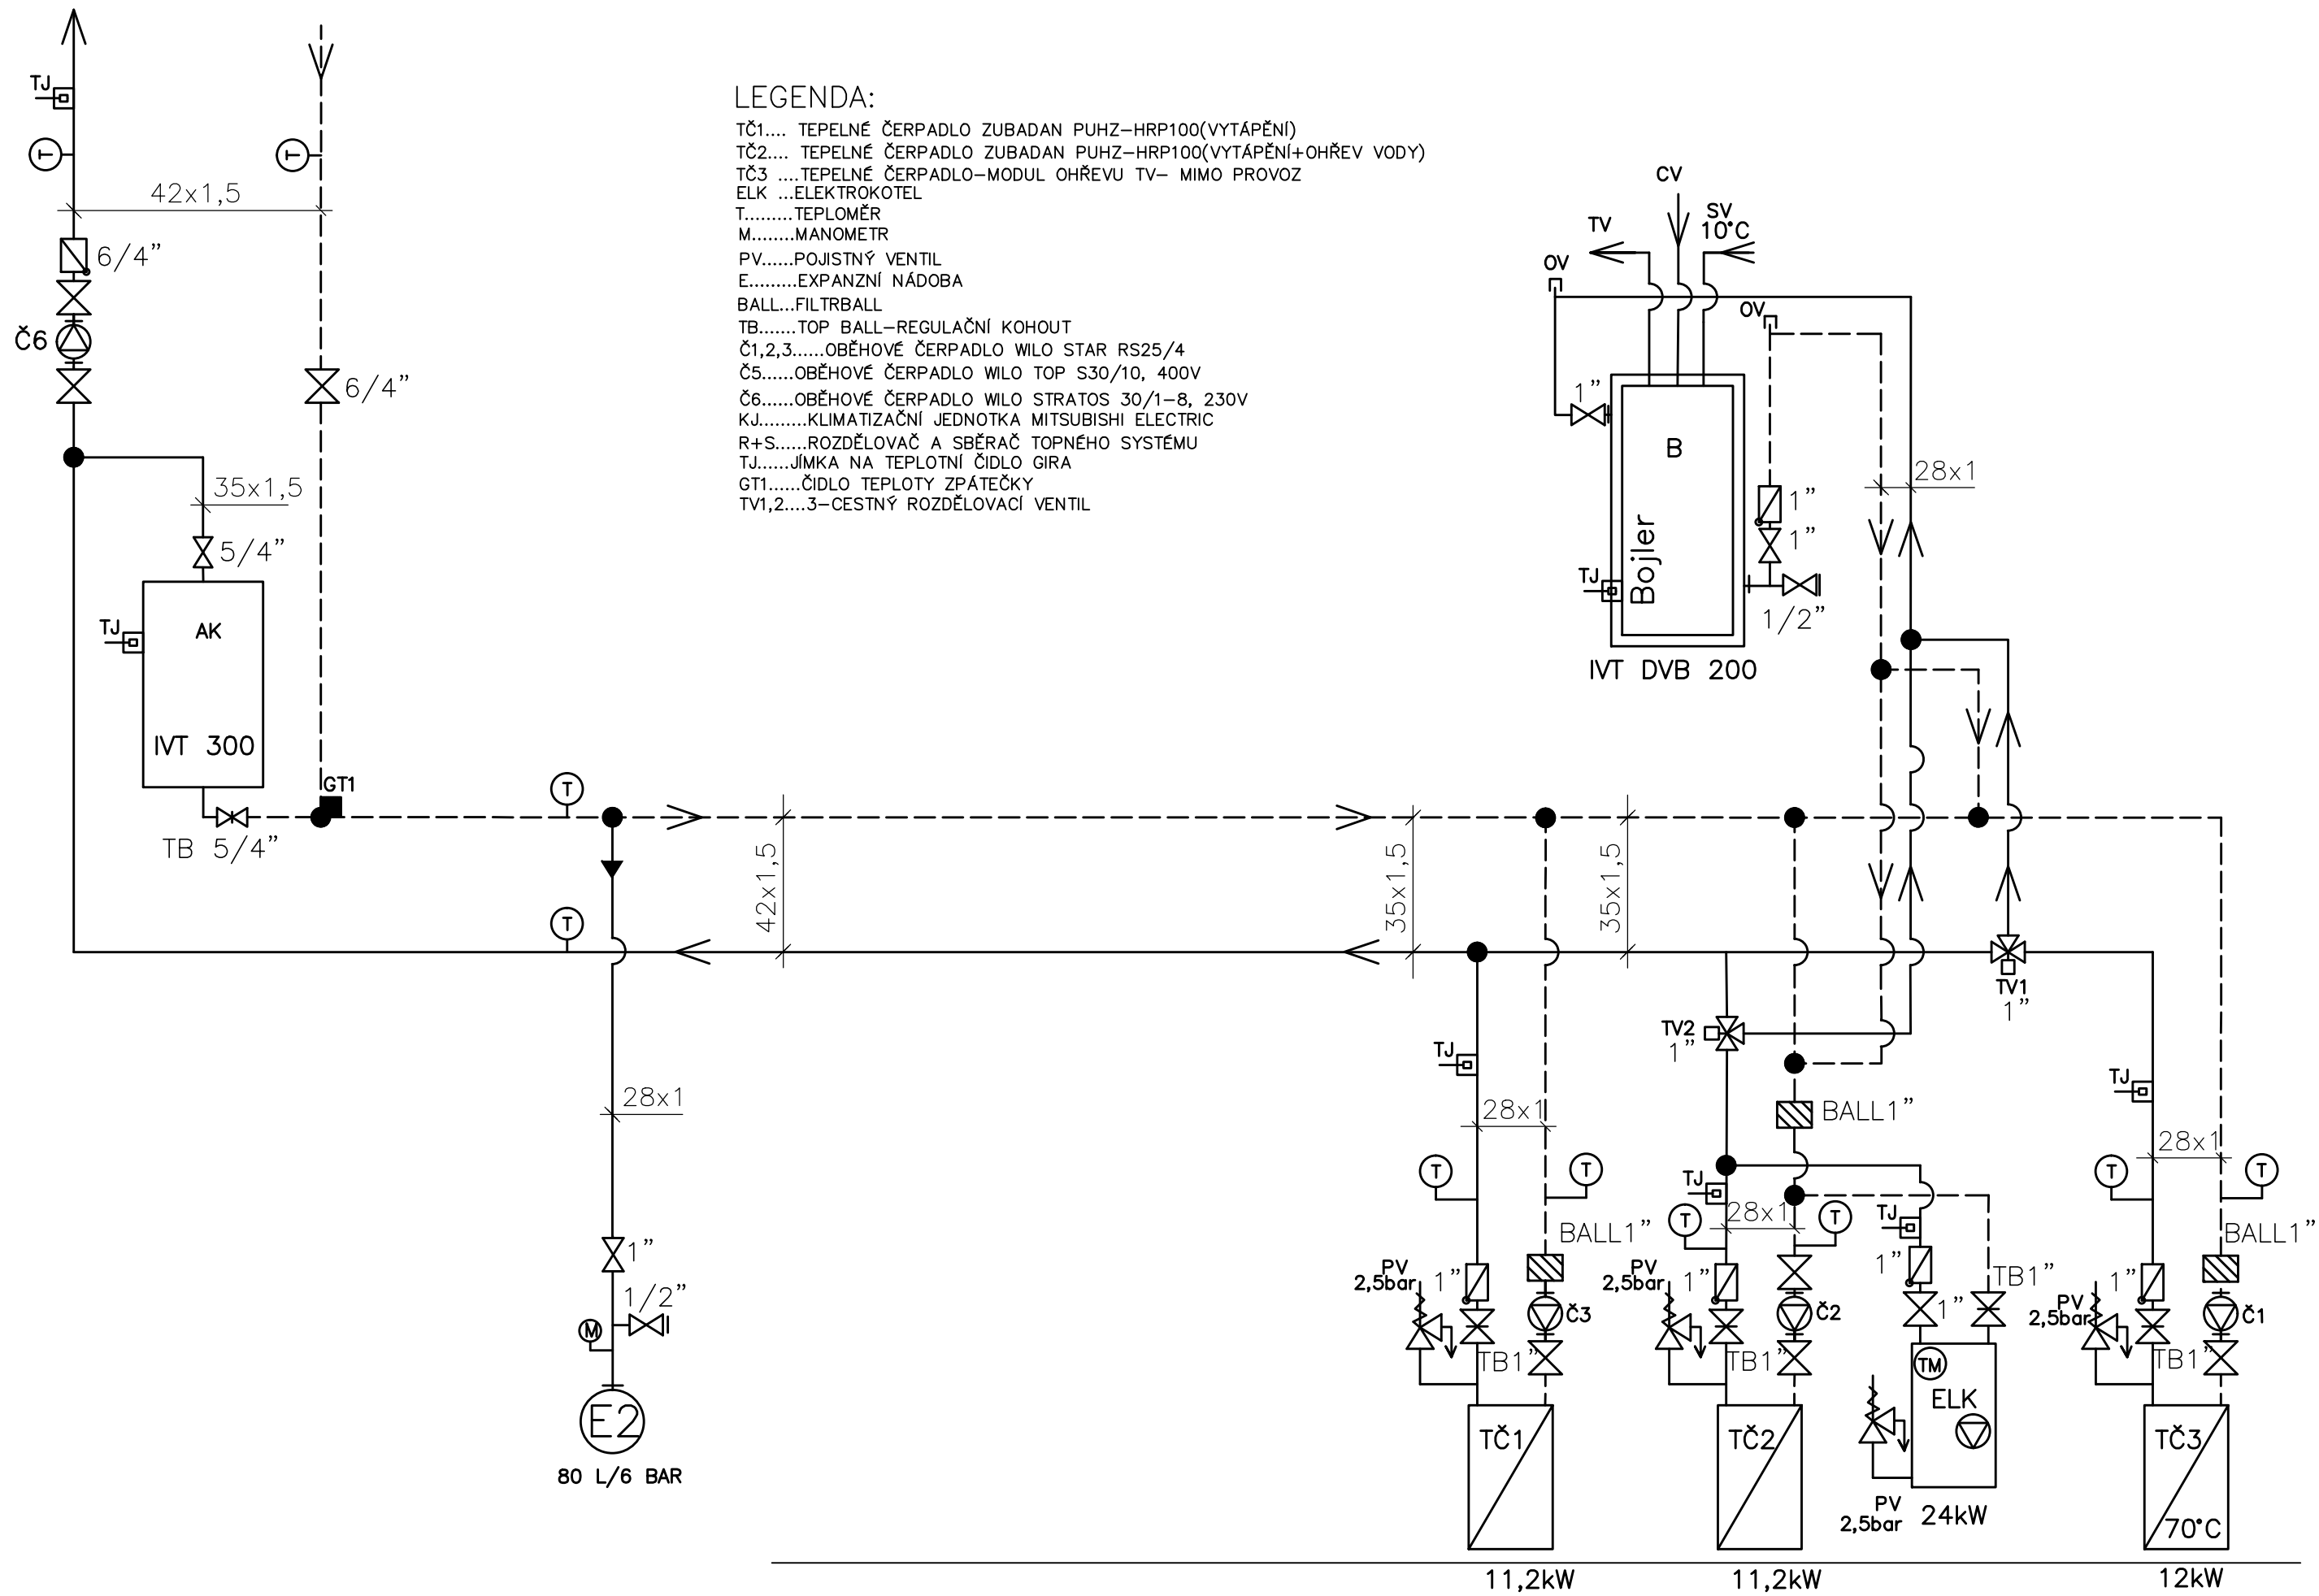 LEGENDA:
TČ1.... TEPELNÉ ČERPADLO ZUBADAN PUHZ-HRP100(VYTÁPĚNÍ)
TČ2.... TEPELNÉ ČERPADLO ZUBADAN PUHZ-HRP100(VYTÁPĚNÍ+OHŘEV VODY)
TČ3 ....TEPELNÉ ČERPADLO-MODUL OHŘEVU TV- MIMO PROVOZ
ELK ...ELEKTROKOTEL
T.........TEPLOMĚR
M........MANOMETR
PV......POJISTNÝ VENTIL
E.........EXPANZNÍ NÁDOBA
BALL...FILTRBALL
TB.......TOP BALL-REGULAČNÍ KOHOUT
Č1,2,3......OBĚHOVÉ ČERPADLO WILO STAR RS25/4
Č5......OBĚHOVÉ ČERPADLO WILO TOP S30/10, 400V
Č6......OBĚHOVÉ ČERPADLO WILO STRATOS 30/1-8, 230V
KJ.........KLIMATIZAČNÍ JEDNOTKA MITSUBISHI ELECTRIC
R+S......ROZDĚLOVAČ A SBĚRAČ TOPNÉHO SYSTÉMU
TJ......JÍMKA NA TEPLOTNÍ ČIDLO GIRA
GT1......ČIDLO TEPLOTY ZPÁTEČKY
TV1,2....3-CESTNÝ ROZDĚLOVACÍ VENTIL
TJ
T
T
42x1,5
6/4"
Č6
6/4"
35x1,5
5/4"
TJ
AK
IVT 300
GT1
TB 5/4"
T
T
42x1,5
28x1
1"
1/2"
M
E2
80 L/6 BAR
CV
TV
SV
10°C
OV
OV
1"
B
Bojler
1"
1"
TJ
1/2"
IVT DVB 200
28x1
35x1,5
35x1,5
TV1
1"
TV2
1"
TJ
28x1
T
T
BALL1"
PV
2,5bar
1"
Č3
TB1"
TČ1
11,2kW
BALL1"
TJ
28x1
T
T
PV
2,5bar
1"
Č2
TB1"
TČ2
11,2kW
TJ
1"
1"
TB1"
TM
ELK
PV
2,5bar
24kW
TJ
28x1
T
T
BALL1"
PV
2,5bar
1"
Č1
TB1"
TČ3
70°C
12kW